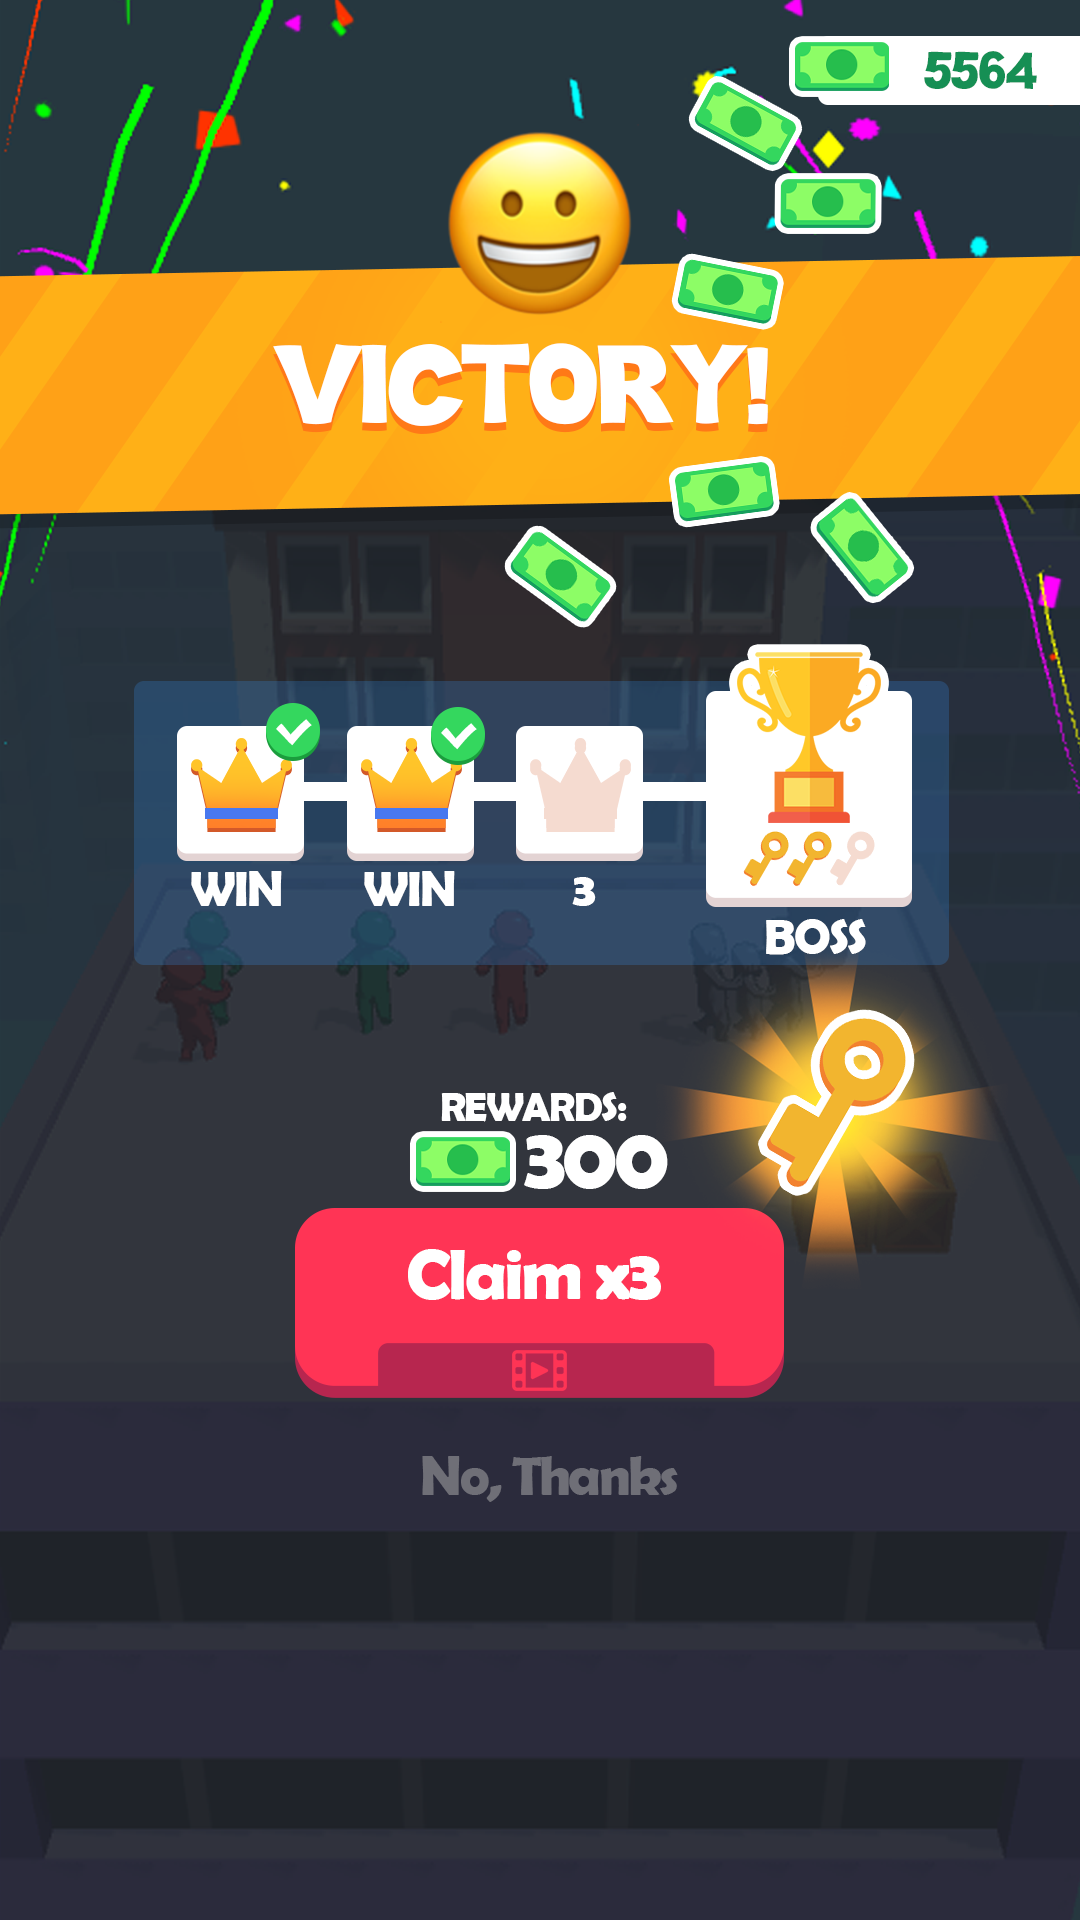 5564
VICTORY!
WIN WIN 3
BOSS
REWARDS:
300
Claim x3
No, Thanks